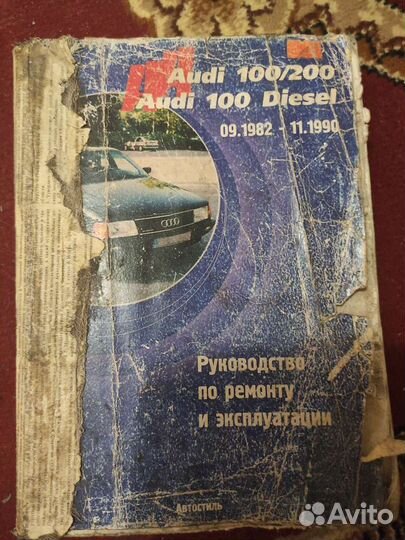 Audi 100/200
Audi 100 Diesel
09.1982 - 11.1990
Руководство
по ремонту
и эксплуатации
Автостиль
Avito